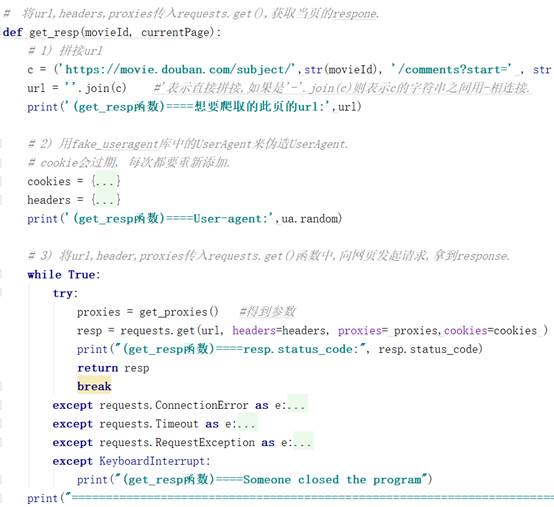 #  将url,headers,proxies传入requests.get(),获取当页的respone.
def get_resp(movieId, currentPage):
    # 1) 拼接url
    c = ('https://movie.douban.com/subject/',str(movieId), '/comments?start=' , str
    url = ''.join(c)    #'表示直接拼接,如果是'-'.join(c)则表示c的字符串之间用-相连接.
    print('(get_resp函数)====想要爬取的此页的url:',url)
    # 2) 用fake_useragent库中的UserAgent来伪造UserAgent.
    # cookie会过期, 每次都要重新添加.
    cookies = {...}
    headers = {...}
    print('(get_resp函数)====User-agent:',ua.random)
    # 3) 将url,header,proxies传入requests.get()函数中,向网页发起请求,拿到response.
    while True:
        try:
            proxies = get_proxies()   #得到参数
            resp = requests.get(url, headers=headers, proxies= proxies,cookies=cookies )
            print("(get_resp函数)====resp.status_code:", resp.status_code)
            return resp
            break
        except requests.ConnectionError as e:...
        except requests.Timeout as e:...
        except requests.RequestException as e:...
        except KeyboardInterrupt:
            print("(get_resp函数)====Someone closed the program")
    print("======================================================================